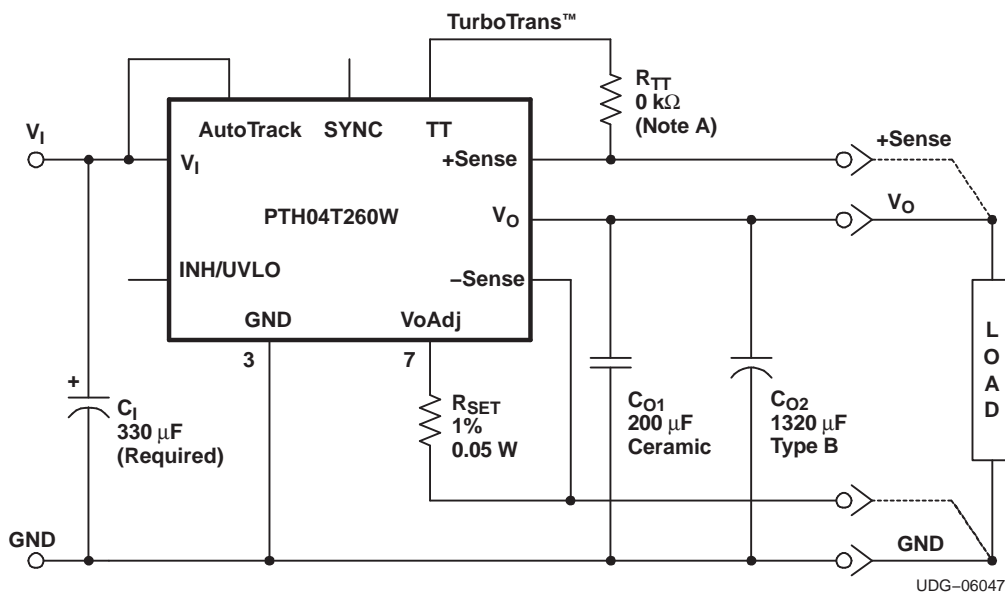 TurboTrans™
R_TT
0 kΩ
(Note A)
AutoTrack SYNC TT
+Sense
V_I
V_I
+Sense
V_O
PTH04T260W
V_O
INH/UVLO
−Sense
GND VoAdj
3 7
LOAD
+
C_I
330 μF
(Required)
R_SET
1%
0.05 W
C_O1
200 μF
Ceramic
C_O2
1320 μF
Type B
GND
GND
UDG−06047